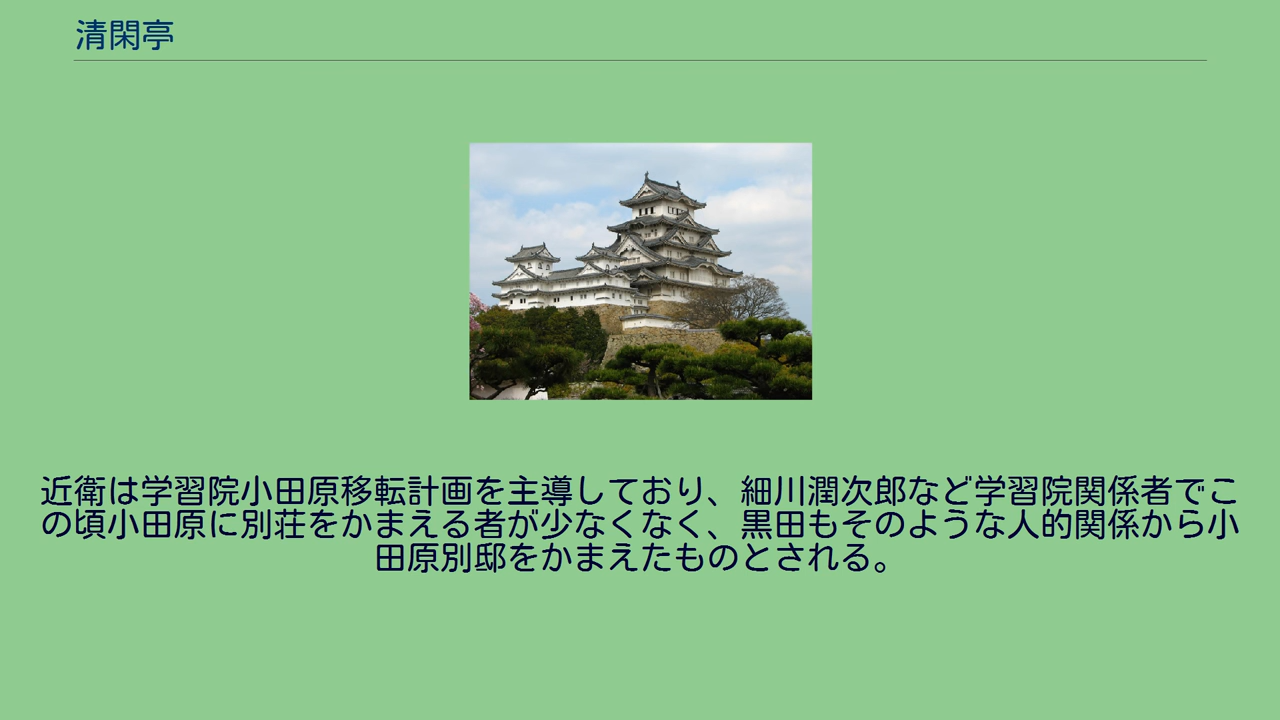 清閑亭
近衛は学習院小田原移転計画を主導しており、細川潤次郎など学習院関係者でこ
の頃小田原に別荘をかまえる者が少なくなく、黒田もそのような人的関係から小
田原別邸をかまえたものとされる。